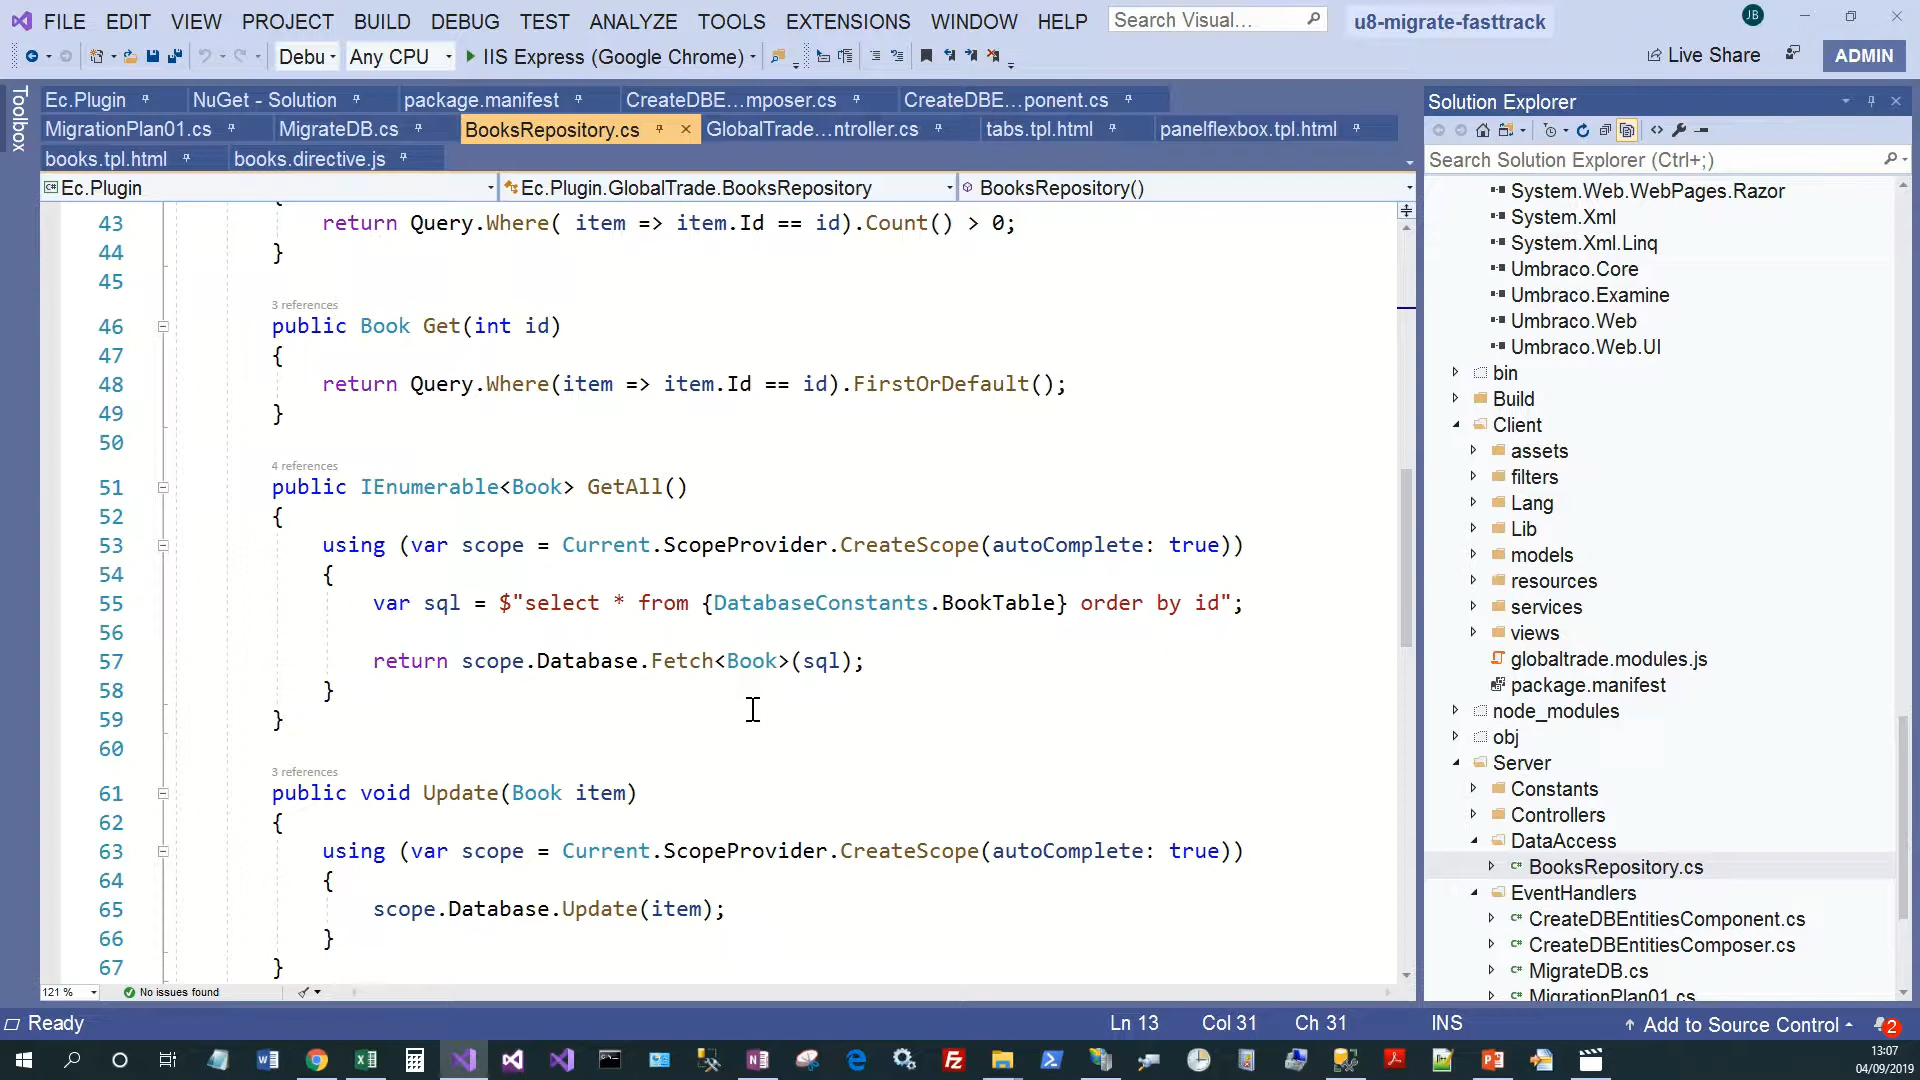 FILE EDIT VIEW PROJECT BUILD DEBUG TEST ANALYZE TOOLS EXTENSIONS WINDOW HELP Search Visual... u8-migrate-fasttrack JB
Debu Any CPU IIS Express (Google Chrome) Live Share ADMIN
Toolbox
Ec.Plugin NuGet - Solution package.manifest CreateDBE...mposer.cs CreateDBE...ponent.cs
MigrationPlan01.cs MigrateDB.cs BooksRepository.cs GlobalTrade...ntroller.cs tabs.tpl.html panelflexbox.tpl.html
books.tpl.html books.directive.js
Ec.Plugin Ec.Plugin.GlobalTrade.BooksRepository BooksRepository()
43 return Query.Where( item => item.Id == id).Count() > 0;
44 }
45
3 references
46 public Book Get(int id)
47 {
48 return Query.Where(item => item.Id == id).FirstOrDefault();
49 }
50
4 references
51 public IEnumerable<Book> GetAll()
52 {
53 using (var scope = Current.ScopeProvider.CreateScope(autoComplete: true))
54 {
55 var sql = $"select * from {DatabaseConstants.BookTable} order by id";
56
57 return scope.Database.Fetch<Book>(sql);
58 }
59 }
60
3 references
61 public void Update(Book item)
62 {
63 using (var scope = Current.ScopeProvider.CreateScope(autoComplete: true))
64 {
65 scope.Database.Update(item);
66 }
67 }
121 % No issues found
Solution Explorer
Search Solution Explorer (Ctrl+;)
System.Web.WebPages.Razor
System.Xml
System.Xml.Linq
Umbraco.Core
Umbraco.Examine
Umbraco.Web
Umbraco.Web.UI
bin
Build
Client
assets
filters
Lang
Lib
models
resources
services
views
globaltrade.modules.js
package.manifest
node_modules
obj
Server
Constants
Controllers
DataAccess
C# BooksRepository.cs
EventHandlers
C# CreateDBEntitiesComponent.cs
C# CreateDBEntitiesComposer.cs
C# MigrateDB.cs
C# MigrationPlan01.cs
Ready Ln 13 Col 31 Ch 31 INS Add to Source Control 2
13:07
04/09/2019